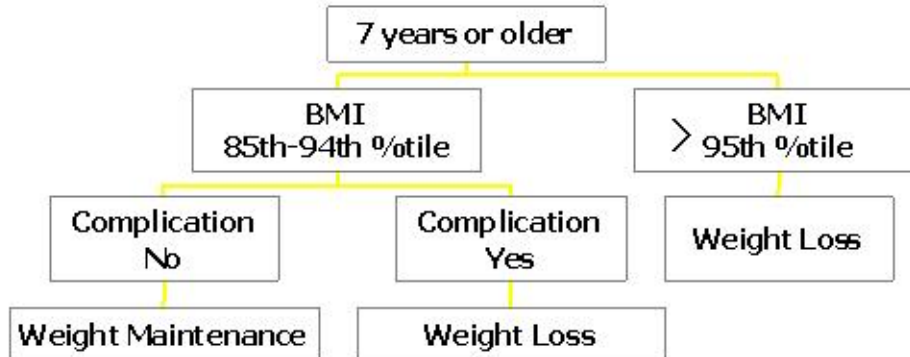 7 years or older
BMI
85th-94th %tile
BMI
> 95th %tile
Complication
No
Complication
Yes
Weight Loss
Weight Maintenance
Weight Loss